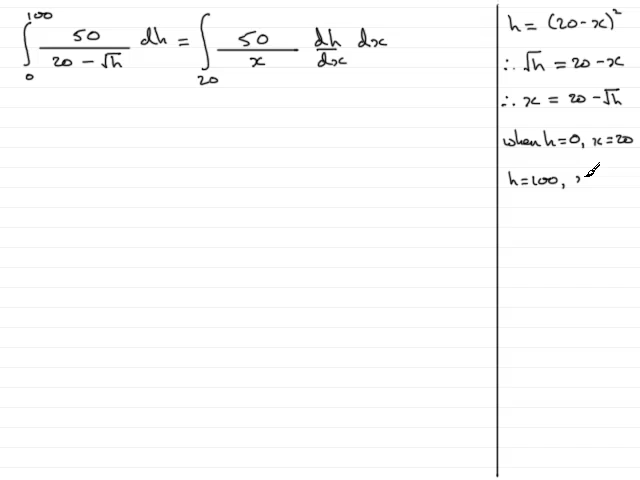 ∫₀¹⁰⁰ 50/(20 − √h) dh = ∫₂₀ 50/x dh/dx dx
h = (20 − x)²
∴ √h = 20 − x
∴ x = 20 − √h
when h = 0, x = 20
h = 100,